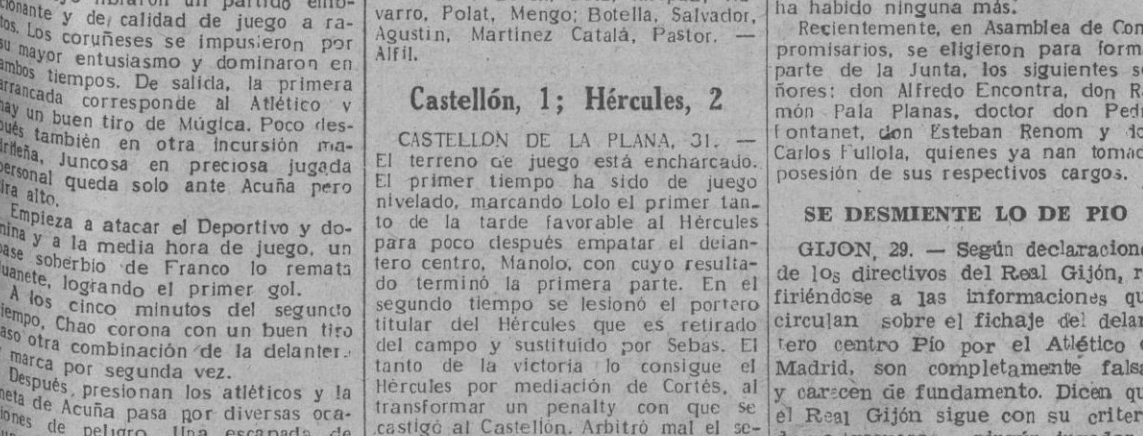 cionante y de calidad de juego a ra-
tos. Los coruñeses se impusieron por
su mayor entusiasmo y dominaron en
ambos tiempos. De salida, la primera
arrancada corresponde al Atlético y
hay un buen tiro de Múgica. Poco des-
pués también en otra incursión ma-
drileña, Juncosa en preciosa jugada
personal queda solo ante Acuña pero
tira alto.
Empieza a atacar el Deportivo y do-
mina y a la media hora de juego, un
pase soberbio de Franco lo remata
Juanete, logrando el primer gol.
A los cinco minutos del segundo
tiempo, Chao corona con un buen tiro
otra combinación de la delanter.
y marca por segunda vez.
Después, presionan los atléticos y la
meta de Acuña pasa por diversas oca-
siones de peligro. Una escapada de
varro, Polat, Mengo; Botella, Salvador,
Agustin, Martinez Catalá, Pastor. —
Alfil.
Castellón, 1; Hércules, 2
CASTELLON DE LA PLANA, 31. —
El terreno de juego está encharcado.
El primer tiempo ha sido de juego
nivelado, marcando Lolo el primer tan-
to de la tarde favorable al Hércules
para poco después empatar el delan-
tero centro, Manolo, con cuyo resulta-
do terminó la primera parte. En el
segundo tiempo se lesionó el portero
titular del Hércules que es retirado
del campo y sustituído por Sebas. El
tanto de la victoria lo consigue el
Hércules por mediación de Cortés, al
transformar un penalty con que se
castigó al Castellón. Arbitró mal el se-
ha habido ninguna más.
Recientemente, en Asamblea de Com
promisarios, se eligieron para form
parte de la Junta, los siguientes se
ñores: don Alfredo Encontra, don R
món Pala Planas, doctor don Pedr
Fontanet, don Esteban Renom y do
Carlos Fullola, quienes ya nan tomad
posesión de sus respectivos cargos.
SE DESMIENTE LO DE PIO
GIJON, 29. — Según declaracion
de los directivos del Real Gijón, r
firiéndose a las informaciones qu
circulan sobre el fichaje del delan
tero centro Pío por el Atlético
Madrid, son completamente falsa
y carecen de fundamento. Dicen qu
el Real Gijón sigue con su criter